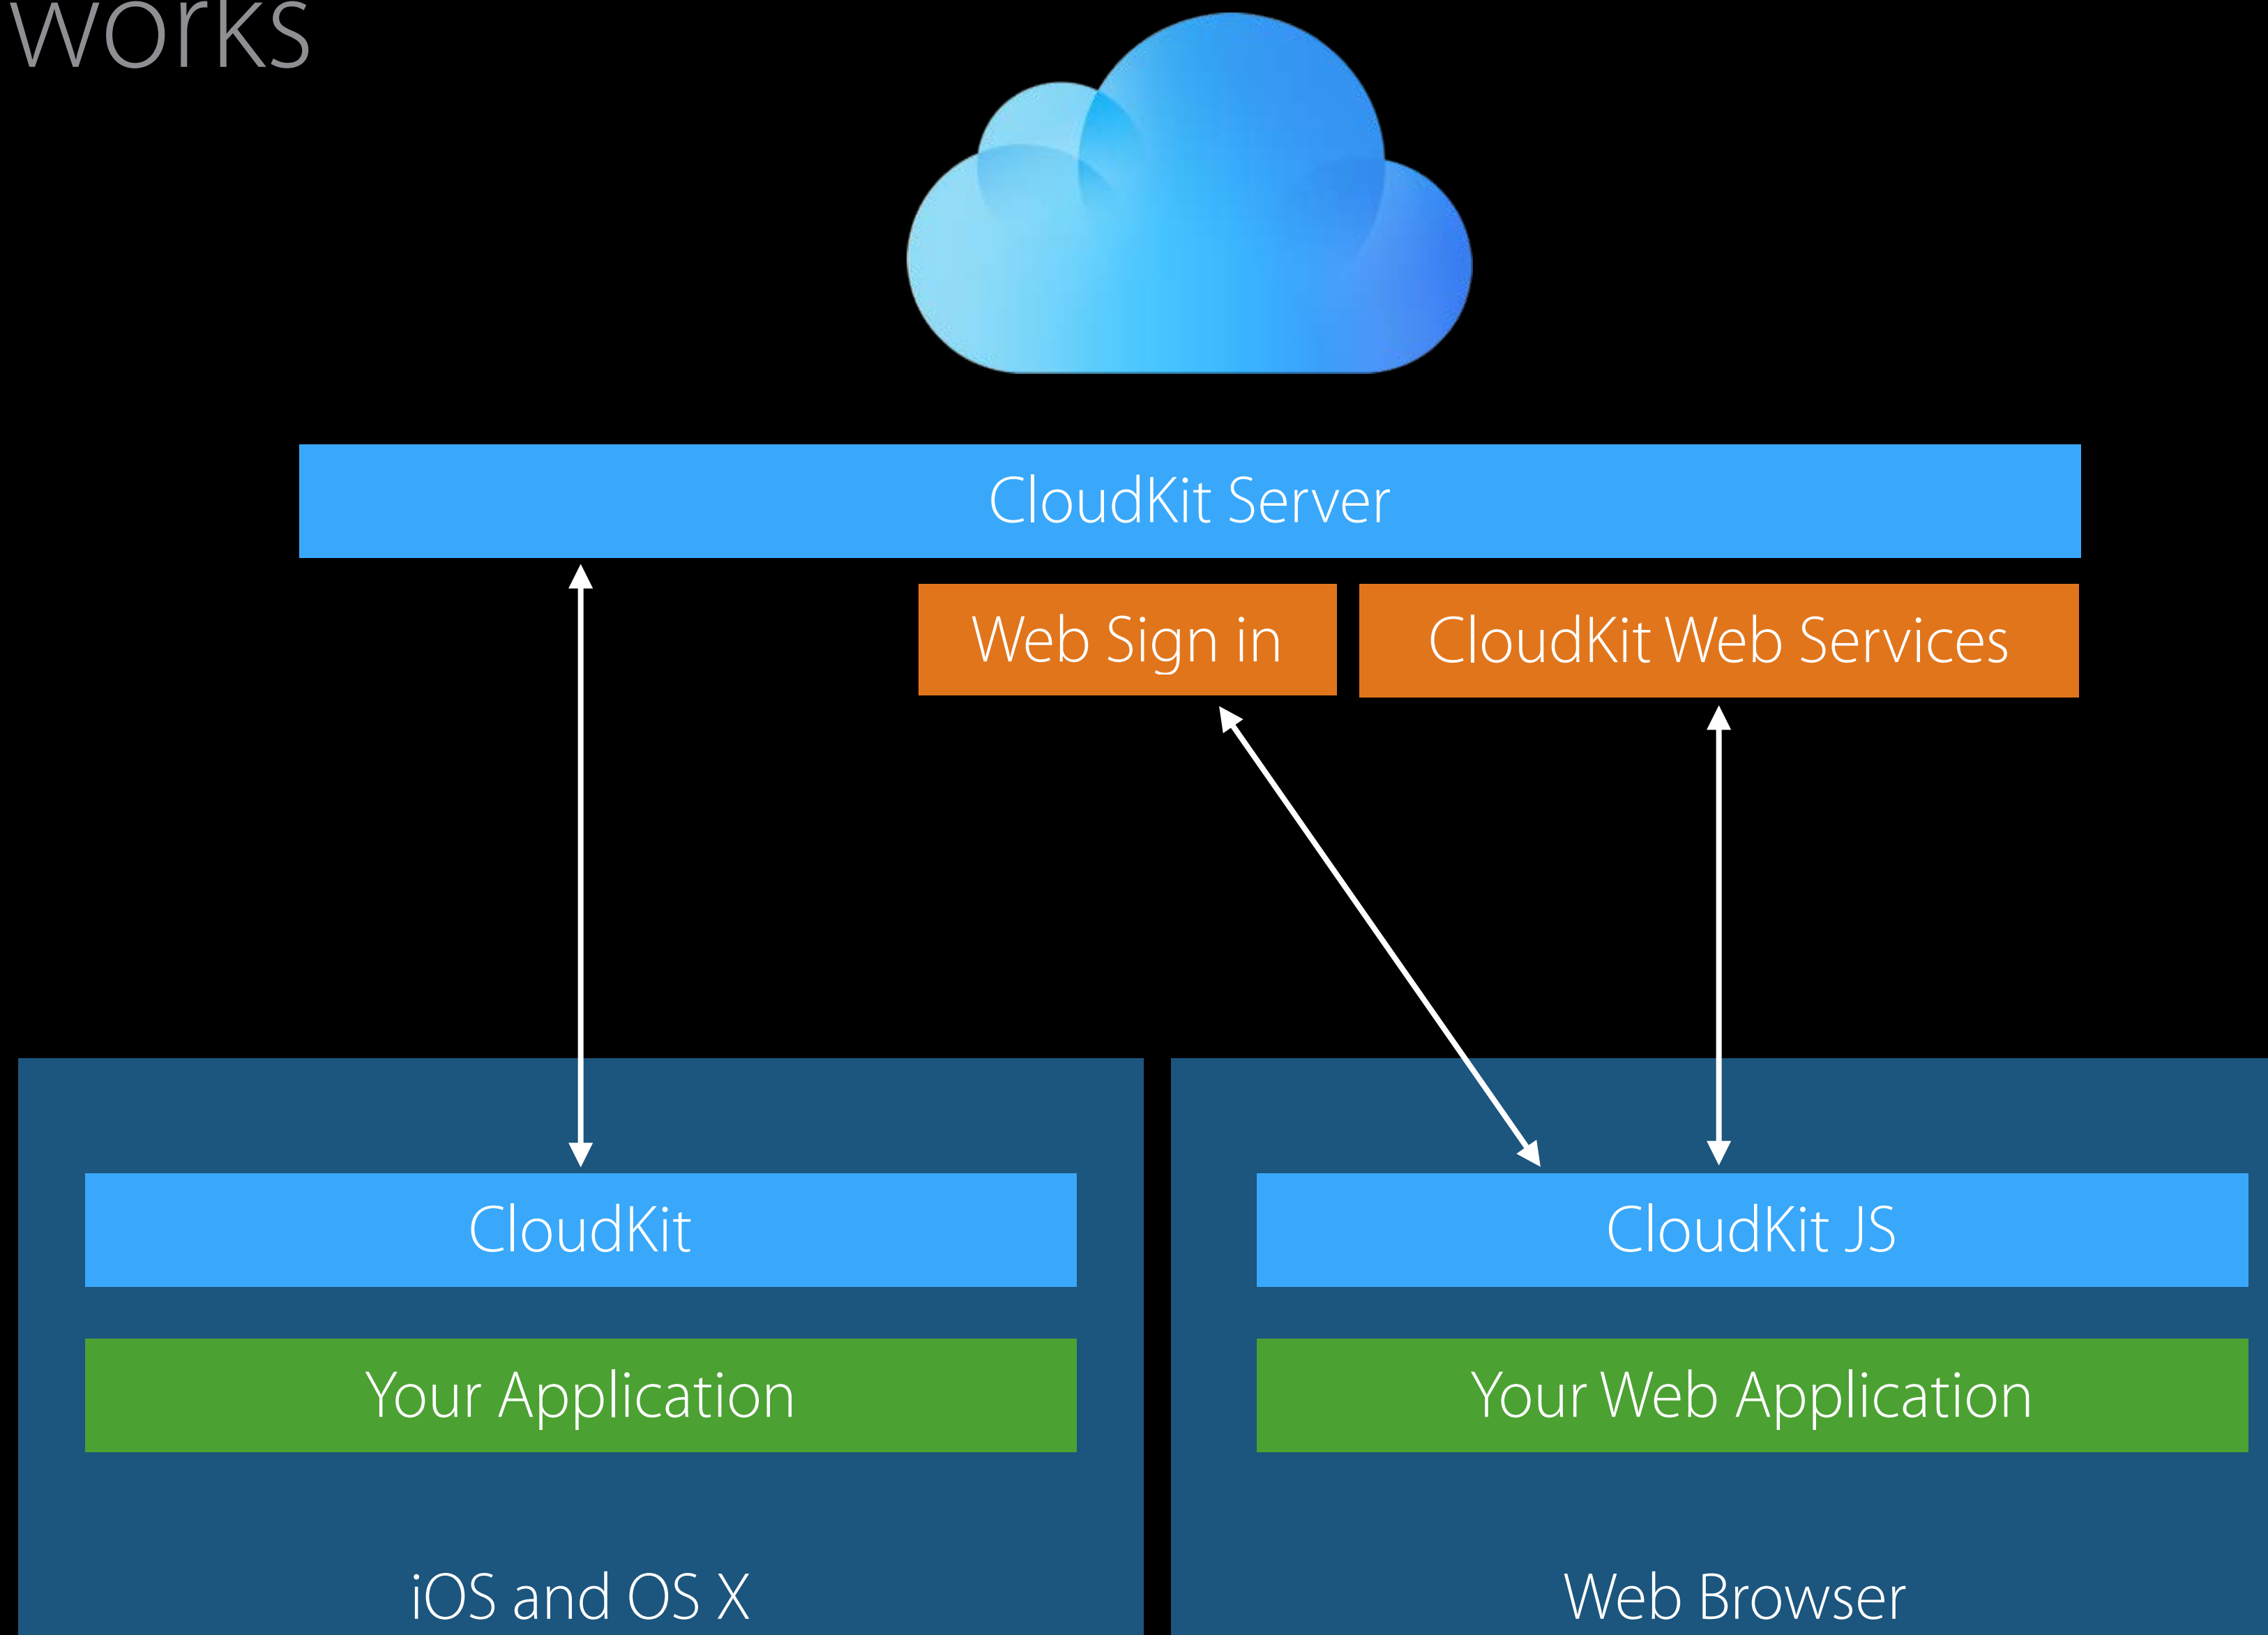 works
CloudKit Server
Web Sign in
CloudKit Web Services
CloudKit
CloudKit JS
Your Application
Your Web Application
iOS and OS X
Web Browser